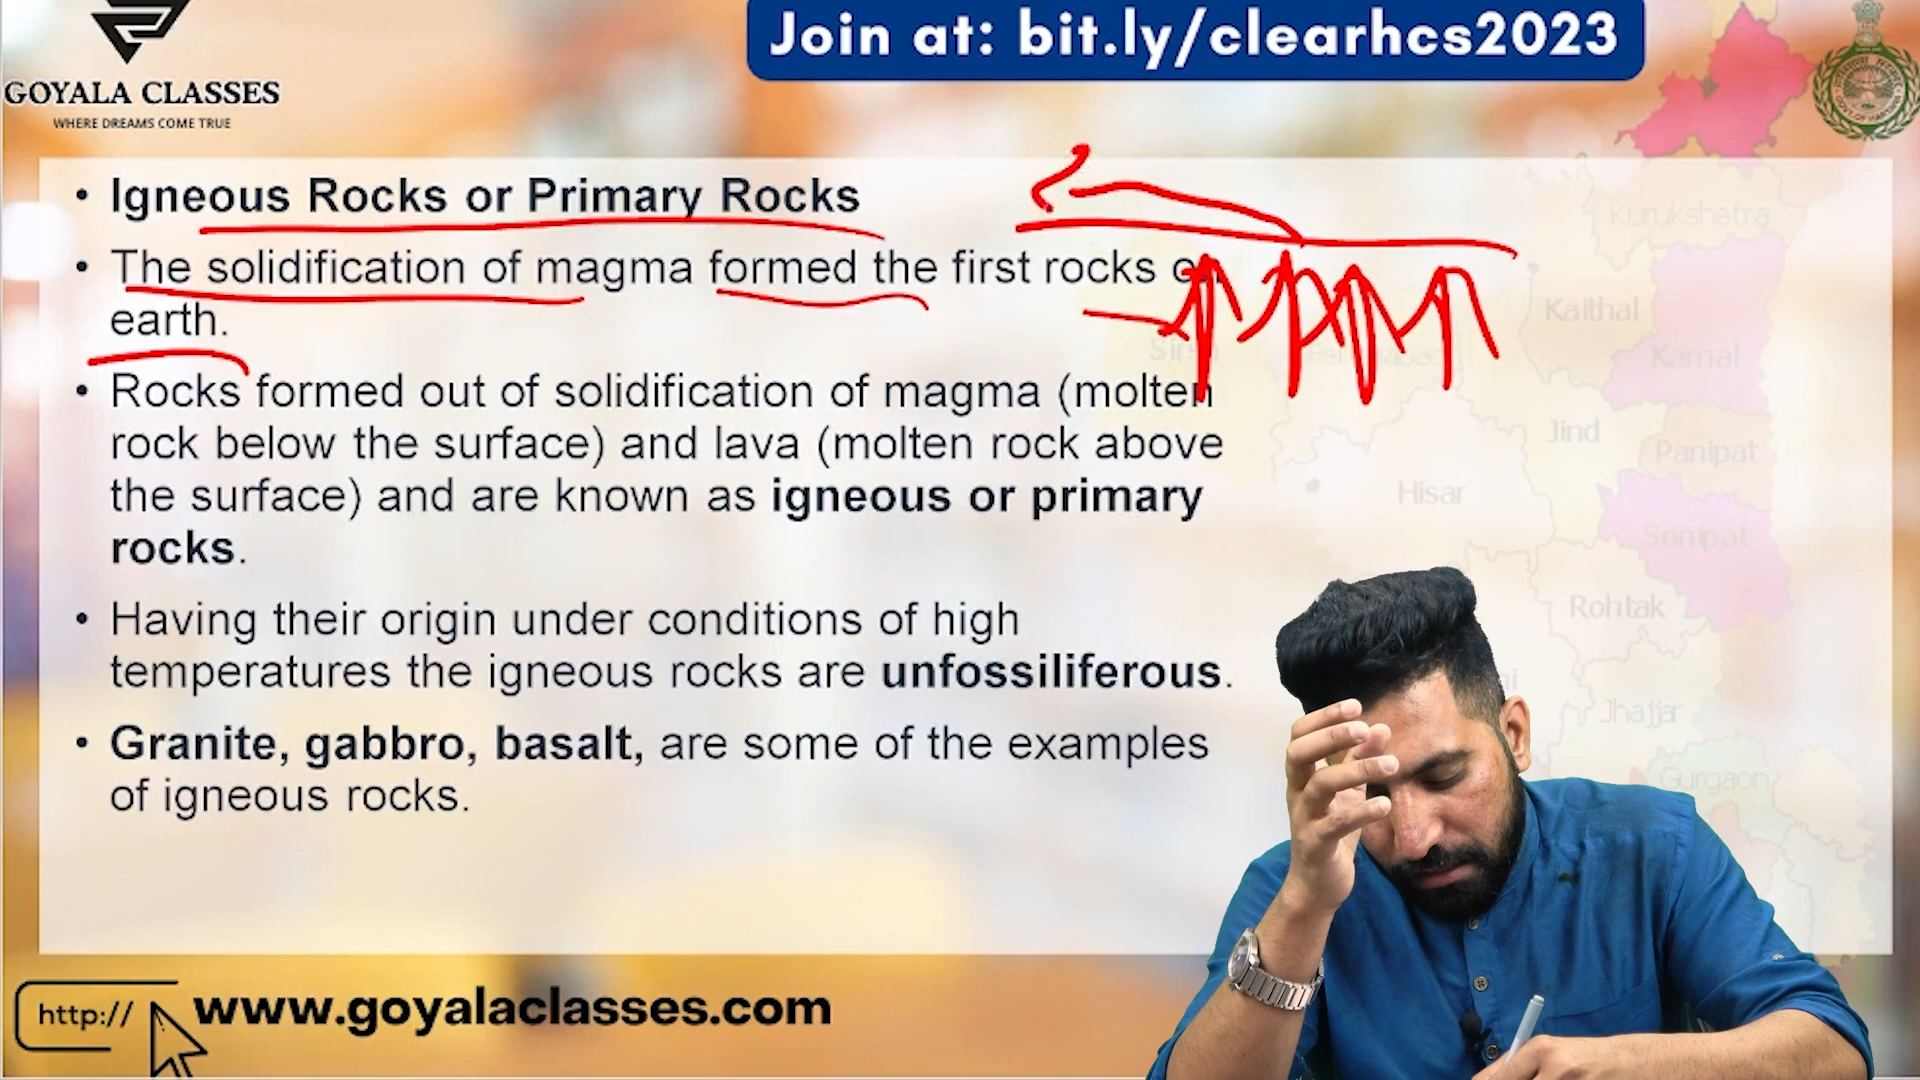 Join at: bit.ly/clearhcs2023
GOYALA CLASSES
WHERE DREAMS COME TRUE
• Igneous Rocks or Primary Rocks
• The solidification of magma formed the first rocks
earth.
• Rocks formed out of solidification of magma (molten
rock below the surface) and lava (molten rock above
the surface) and are known as igneous or primary
rocks.
• Having their origin under conditions of high
temperatures the igneous rocks are unfossiliferous.
• Granite, gabbro, basalt, are some of the examples
of igneous rocks.
Kurukshetra
Kaithal
Karnal
Jind
Panipat
Hisar
Sonipat
Rohtak
Jhajjar
Gurgaon
http://
www.goyalaclasses.com